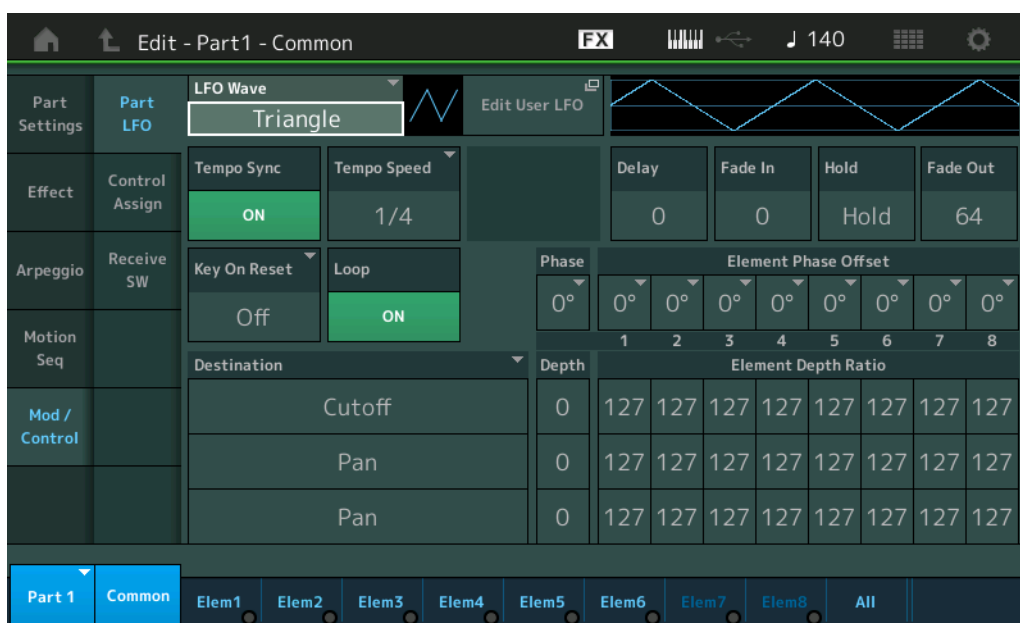 Edit - Part1 - Common
FX
♩ 140
Part Settings
Effect
Arpeggio
Motion Seq
Mod / Control
Part LFO
Control Assign
Receive SW
LFO Wave
Triangle
Edit User LFO
Tempo Sync
ON
Tempo Speed
1/4
Delay
0
Fade In
0
Hold
Hold
Fade Out
64
Key On Reset
Off
Loop
ON
Phase
0°
Element Phase Offset
0° 0° 0° 0° 0° 0° 0° 0°
1 2 3 4 5 6 7 8
Destination
Depth
Element Depth Ratio
Cutoff 0 127 127 127 127 127 127 127 127
Pan 0 127 127 127 127 127 127 127 127
Pan 0 127 127 127 127 127 127 127 127
Part 1
Common
Elem1
Elem2
Elem3
Elem4
Elem5
Elem6
Elem7
Elem8
All